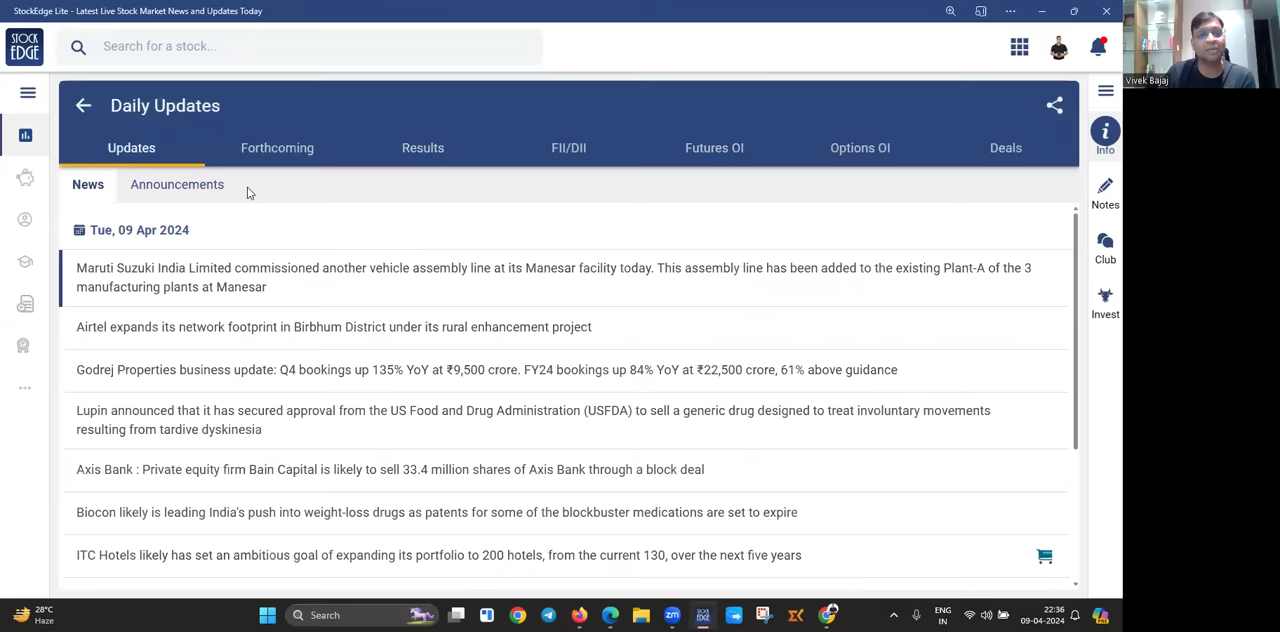 StockEdge Lite - Latest Live Stock Market News and Updates Today
STOCK
EDGE
Search for a stock...
Vivek Bajaj
Daily Updates
Updates
Forthcoming
Results
FII/DII
Futures OI
Options OI
Deals
Info
News
Announcements
Notes
Tue, 09 Apr 2024
Club
Maruti Suzuki India Limited commissioned another vehicle assembly line at its Manesar facility today. This assembly line has been added to the existing Plant-A of the 3
manufacturing plants at Manesar
Invest
Airtel expands its network footprint in Birbhum District under its rural enhancement project
Godrej Properties business update: Q4 bookings up 135% YoY at ₹9,500 crore. FY24 bookings up 84% YoY at ₹22,500 crore, 61% above guidance
Lupin announced that it has secured approval from the US Food and Drug Administration (USFDA) to sell a generic drug designed to treat involuntary movements
resulting from tardive dyskinesia
Axis Bank : Private equity firm Bain Capital is likely to sell 33.4 million shares of Axis Bank through a block deal
Biocon likely is leading India's push into weight-loss drugs as patents for some of the blockbuster medications are set to expire
ITC Hotels likely has set an ambitious goal of expanding its portfolio to 200 hotels, from the current 130, over the next five years
28°C
Haze
Search
zm
STOCK
EDGE
ENG
IN
22:36
09-04-2024